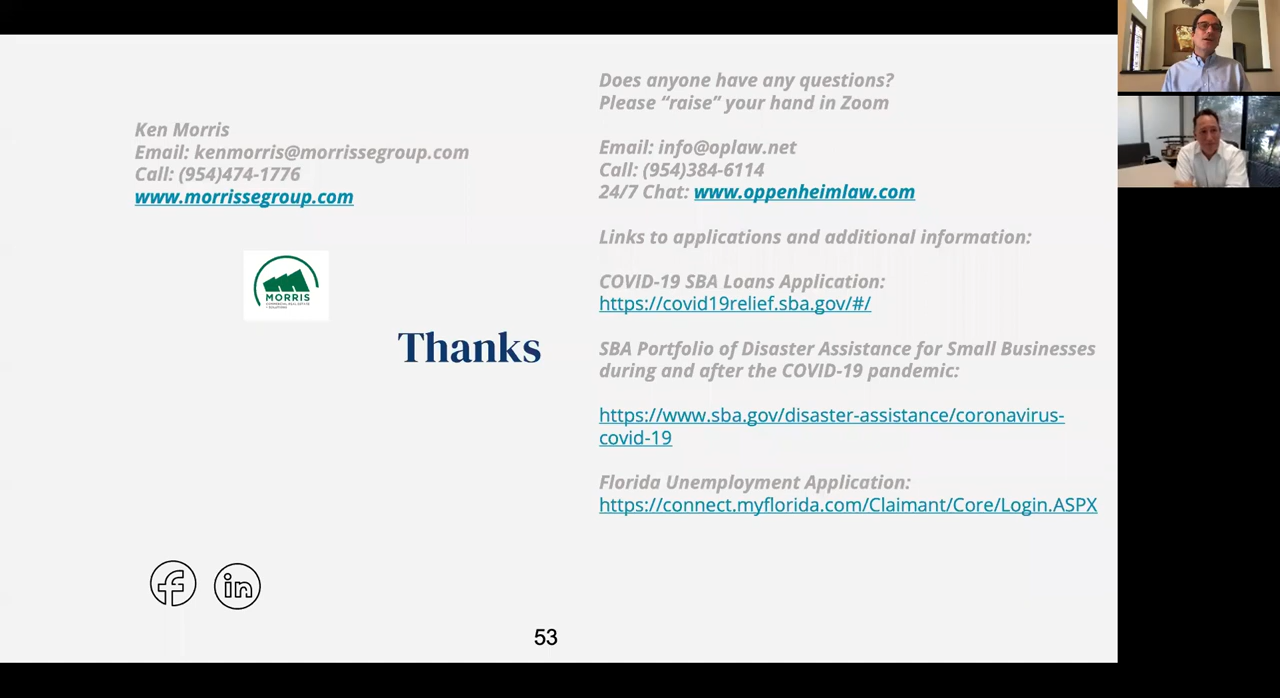 Ken Morris
Email: kenmorris@morrissegroup.com
Call: (954)474-1776
www.morrissegroup.com
MORRIS
Thanks
Does anyone have any questions?
Please “raise” your hand in Zoom
Email: info@oplaw.net
Call: (954)384-6114
24/7 Chat: www.oppenheimlaw.com
Links to applications and additional information:
COVID-19 SBA Loans Application:
https://covid19relief.sba.gov/#/
SBA Portfolio of Disaster Assistance for Small Businesses
during and after the COVID-19 pandemic:
https://www.sba.gov/disaster-assistance/coronavirus-
covid-19
Florida Unemployment Application:
https://connect.myflorida.com/Claimant/Core/Login.ASPX
in
53